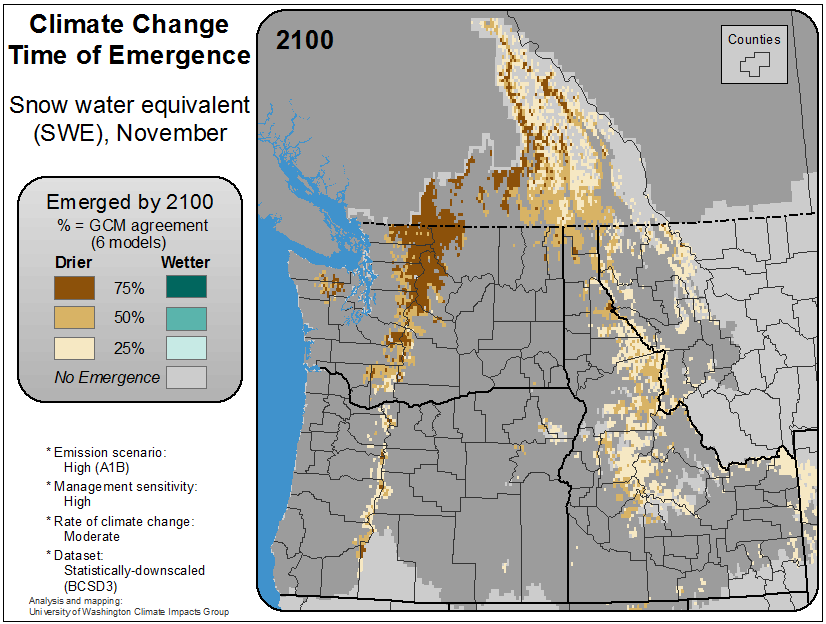 Climate Change
Time of Emergence
Snow water equivalent
(SWE), November
Emerged by 2100
% = GCM agreement
(6 models)
Drier Wetter
75%
50%
25%
No Emergence
* Emission scenario:
High (A1B)
* Management sensitivity:
High
* Rate of climate change:
Moderate
* Dataset:
Statistically-downscaled
(BCSD3)
Analysis and mapping:
University of Washington Climate Impacts Group
2100
Counties